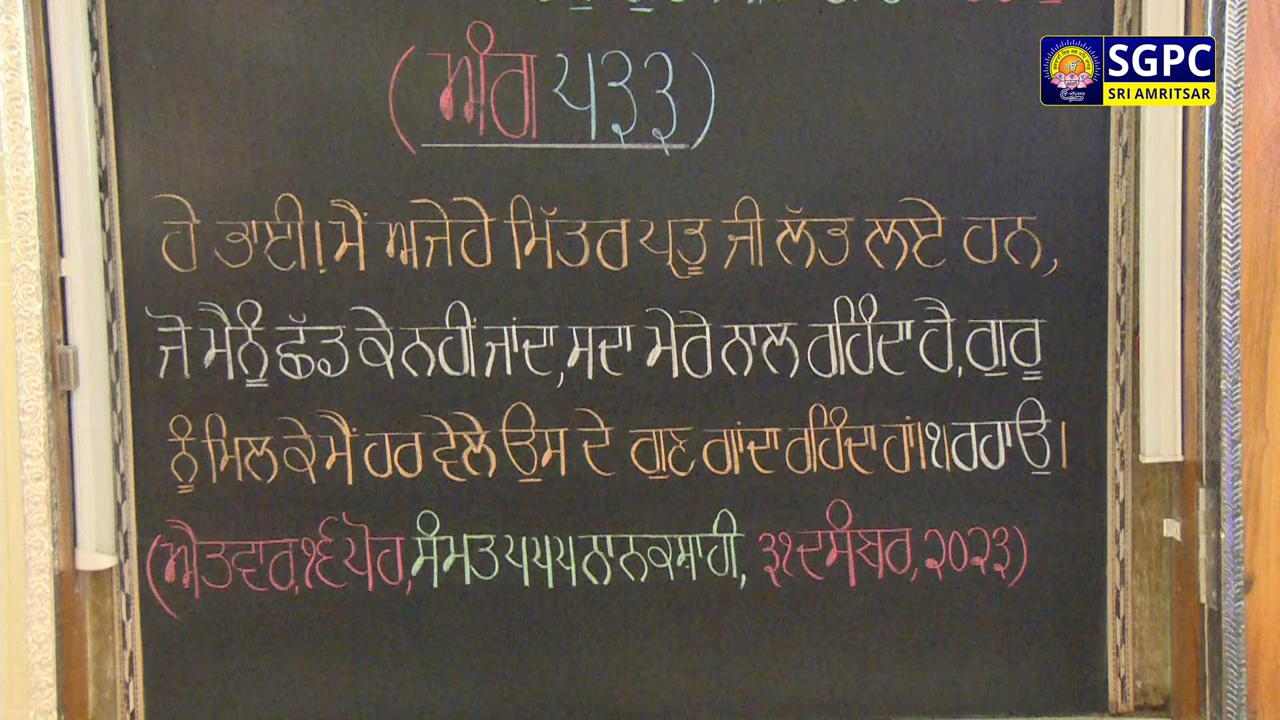 SGPC
SRI AMRITSAR
(ਅੰਗ ੫੩੩)
ਹੇ ਭਾਈ! ਮੈਂ ਅਜੇਹੇ ਮਿੱਤਰ ਪ੍ਰਭੂ ਜੀ ਲੱਭ ਲਏ ਹਨ,
ਜੋ ਮੈਨੂੰ ਛੱਡ ਕੇ ਨਹੀਂ ਜਾਂਦਾ, ਸਦਾ ਮੇਰੇ ਨਾਲ ਰਹਿੰਦਾ ਹੈ, ਗੁਰੂ
ਨੂੰ ਮਿਲ ਕੇ ਮੈਂ ਹਰ ਵੇਲੇ ਉਸ ਦੇ ਗੁਣ ਗਾਂਦਾ ਰਹਿੰਦਾ ਹਾਂ।੧।ਰਹਾਉ।
(ਐਤਵਾਰ, ੧੬ ਪੋਹ, ਸੰਮਤ ੫੫੫ ਨਾਨਕਸ਼ਾਹੀ, ੩੧ ਦਸੰਬਰ, ੨੦੨੩)